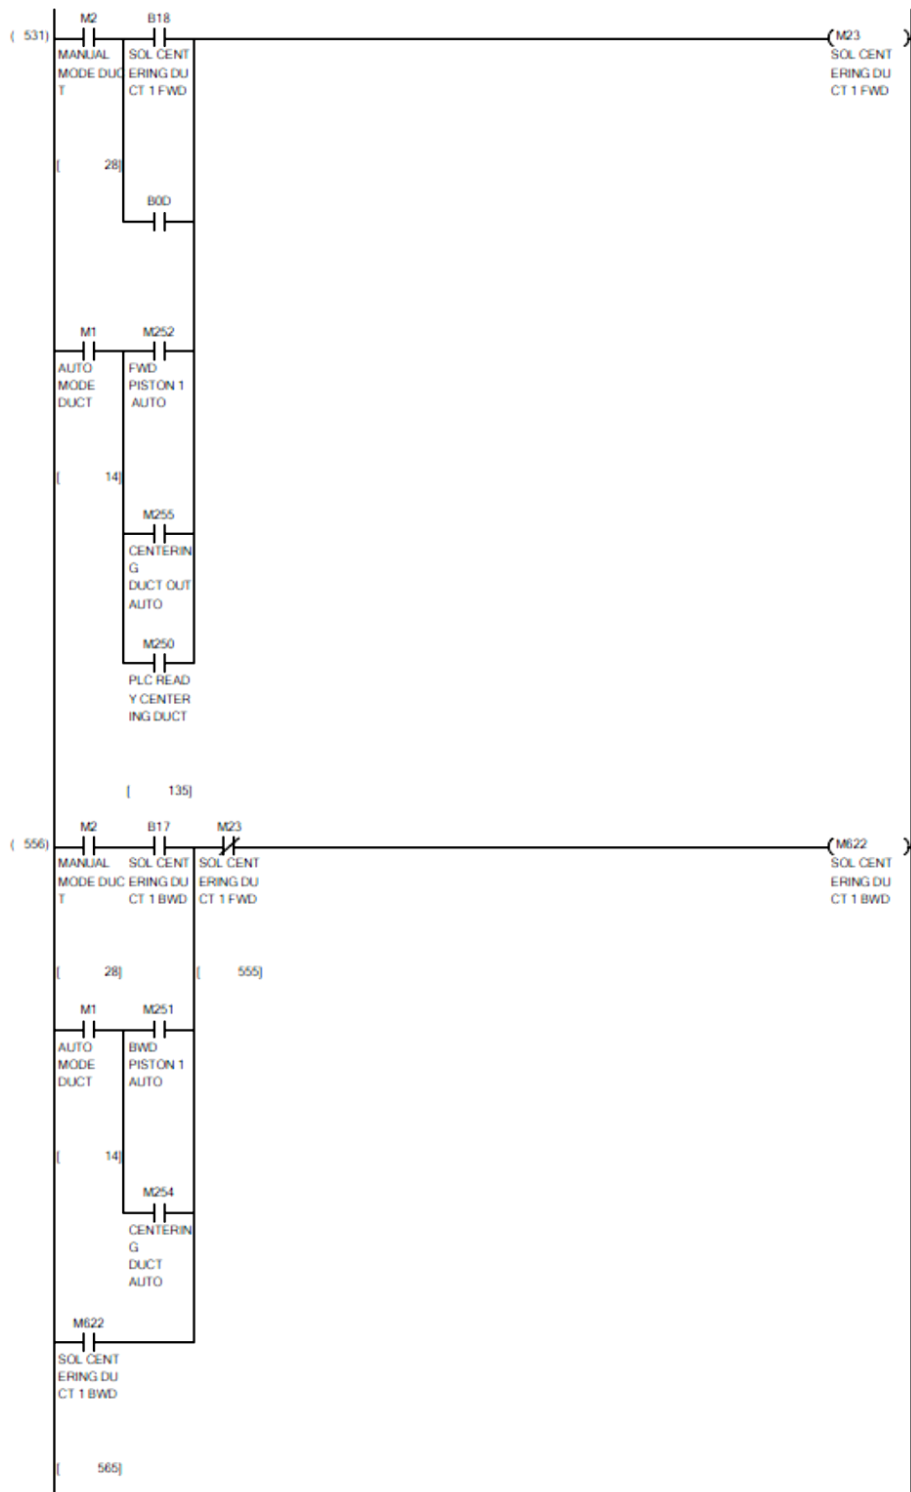 M2 B18
( 531) (M23 )
MANUAL SOL CENT SOL CENT
MODE DUC ERING DU ERING DU
T CT 1 FWD CT 1 FWD
[ 28]
B0D
M1 M252
AUTO FWD
MODE PISTON 1
DUCT AUTO
[ 14]
M255
CENTERIN
G
DUCT OUT
AUTO
M250
PLC READ
Y CENTER
ING DUCT
[ 135]
M2 B17 M23
( 556) (M622 )
MANUAL SOL CENT SOL CENT SOL CENT
MODE DUC ERING DU ERING DU ERING DU
T CT 1 BWD CT 1 FWD CT 1 BWD
[ 28] [ 555]
M1 M251
AUTO BWD
MODE PISTON 1
DUCT AUTO
[ 14]
M254
CENTERIN
G
DUCT
AUTO
M622
SOL CENT
ERING DU
CT 1 BWD
[ 565]